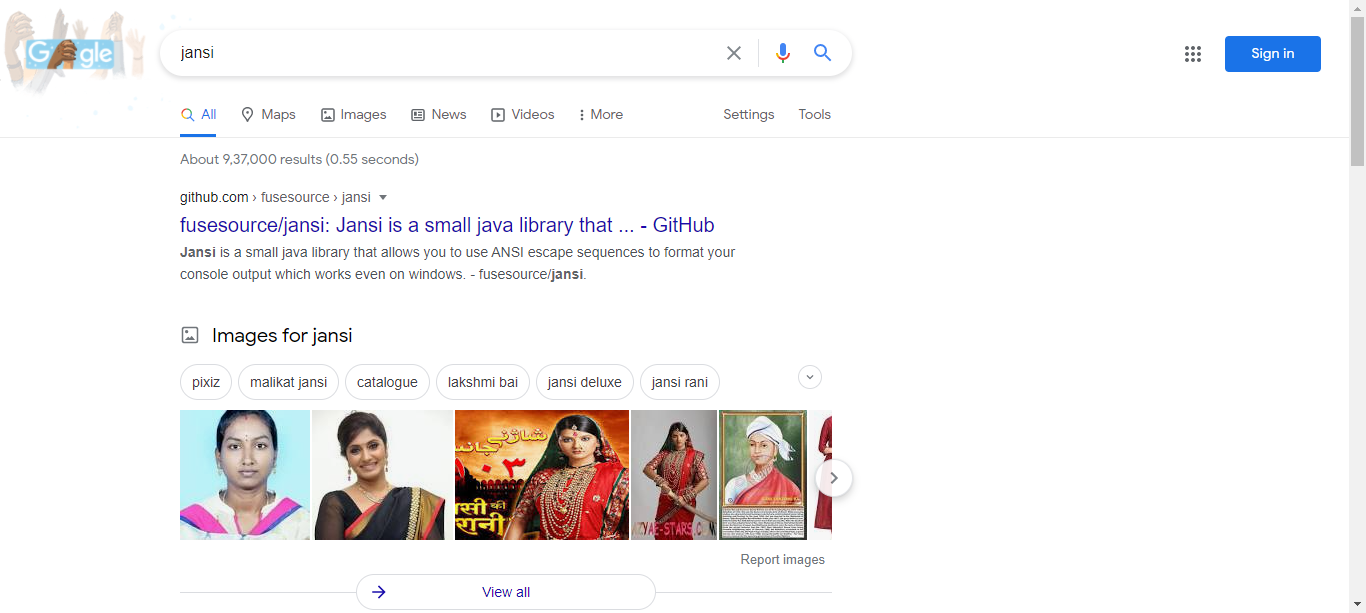 Google
jansi
Sign in
All
Maps
Images
News
Videos
More
Settings
Tools
About 9,37,000 results (0.55 seconds)
github.com › fusesource › jansi
fusesource/jansi: Jansi is a small java library that ... - GitHub
Jansi is a small java library that allows you to use ANSI escape sequences to format your
console output which works even on windows. - fusesource/jansi.
Images for jansi
pixiz
malikat jansi
catalogue
lakshmi bai
jansi deluxe
jansi rani
रानी
Report images
View all